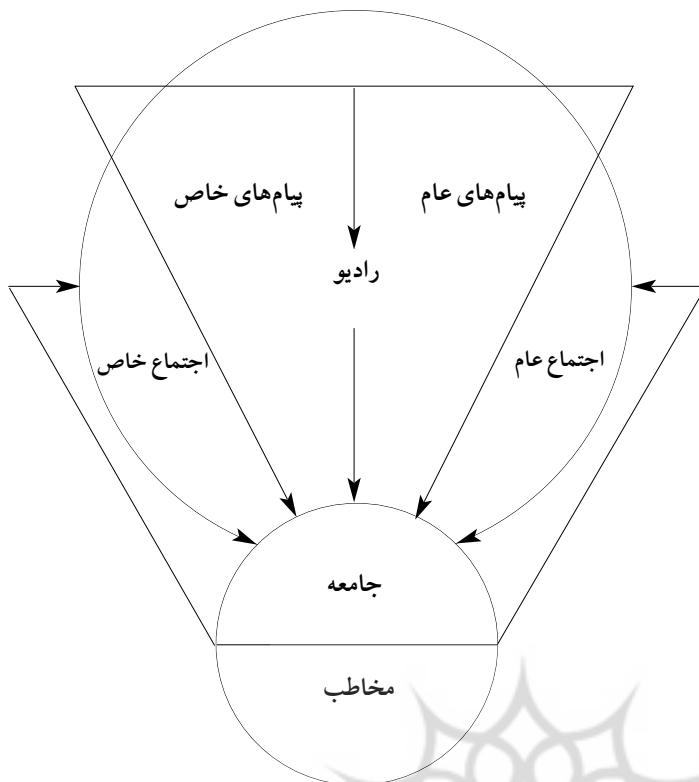 پیام‌های عام
پیام‌های خاص
رادیو
اجتماع عام
اجتماع خاص
جامعه
مخاطب